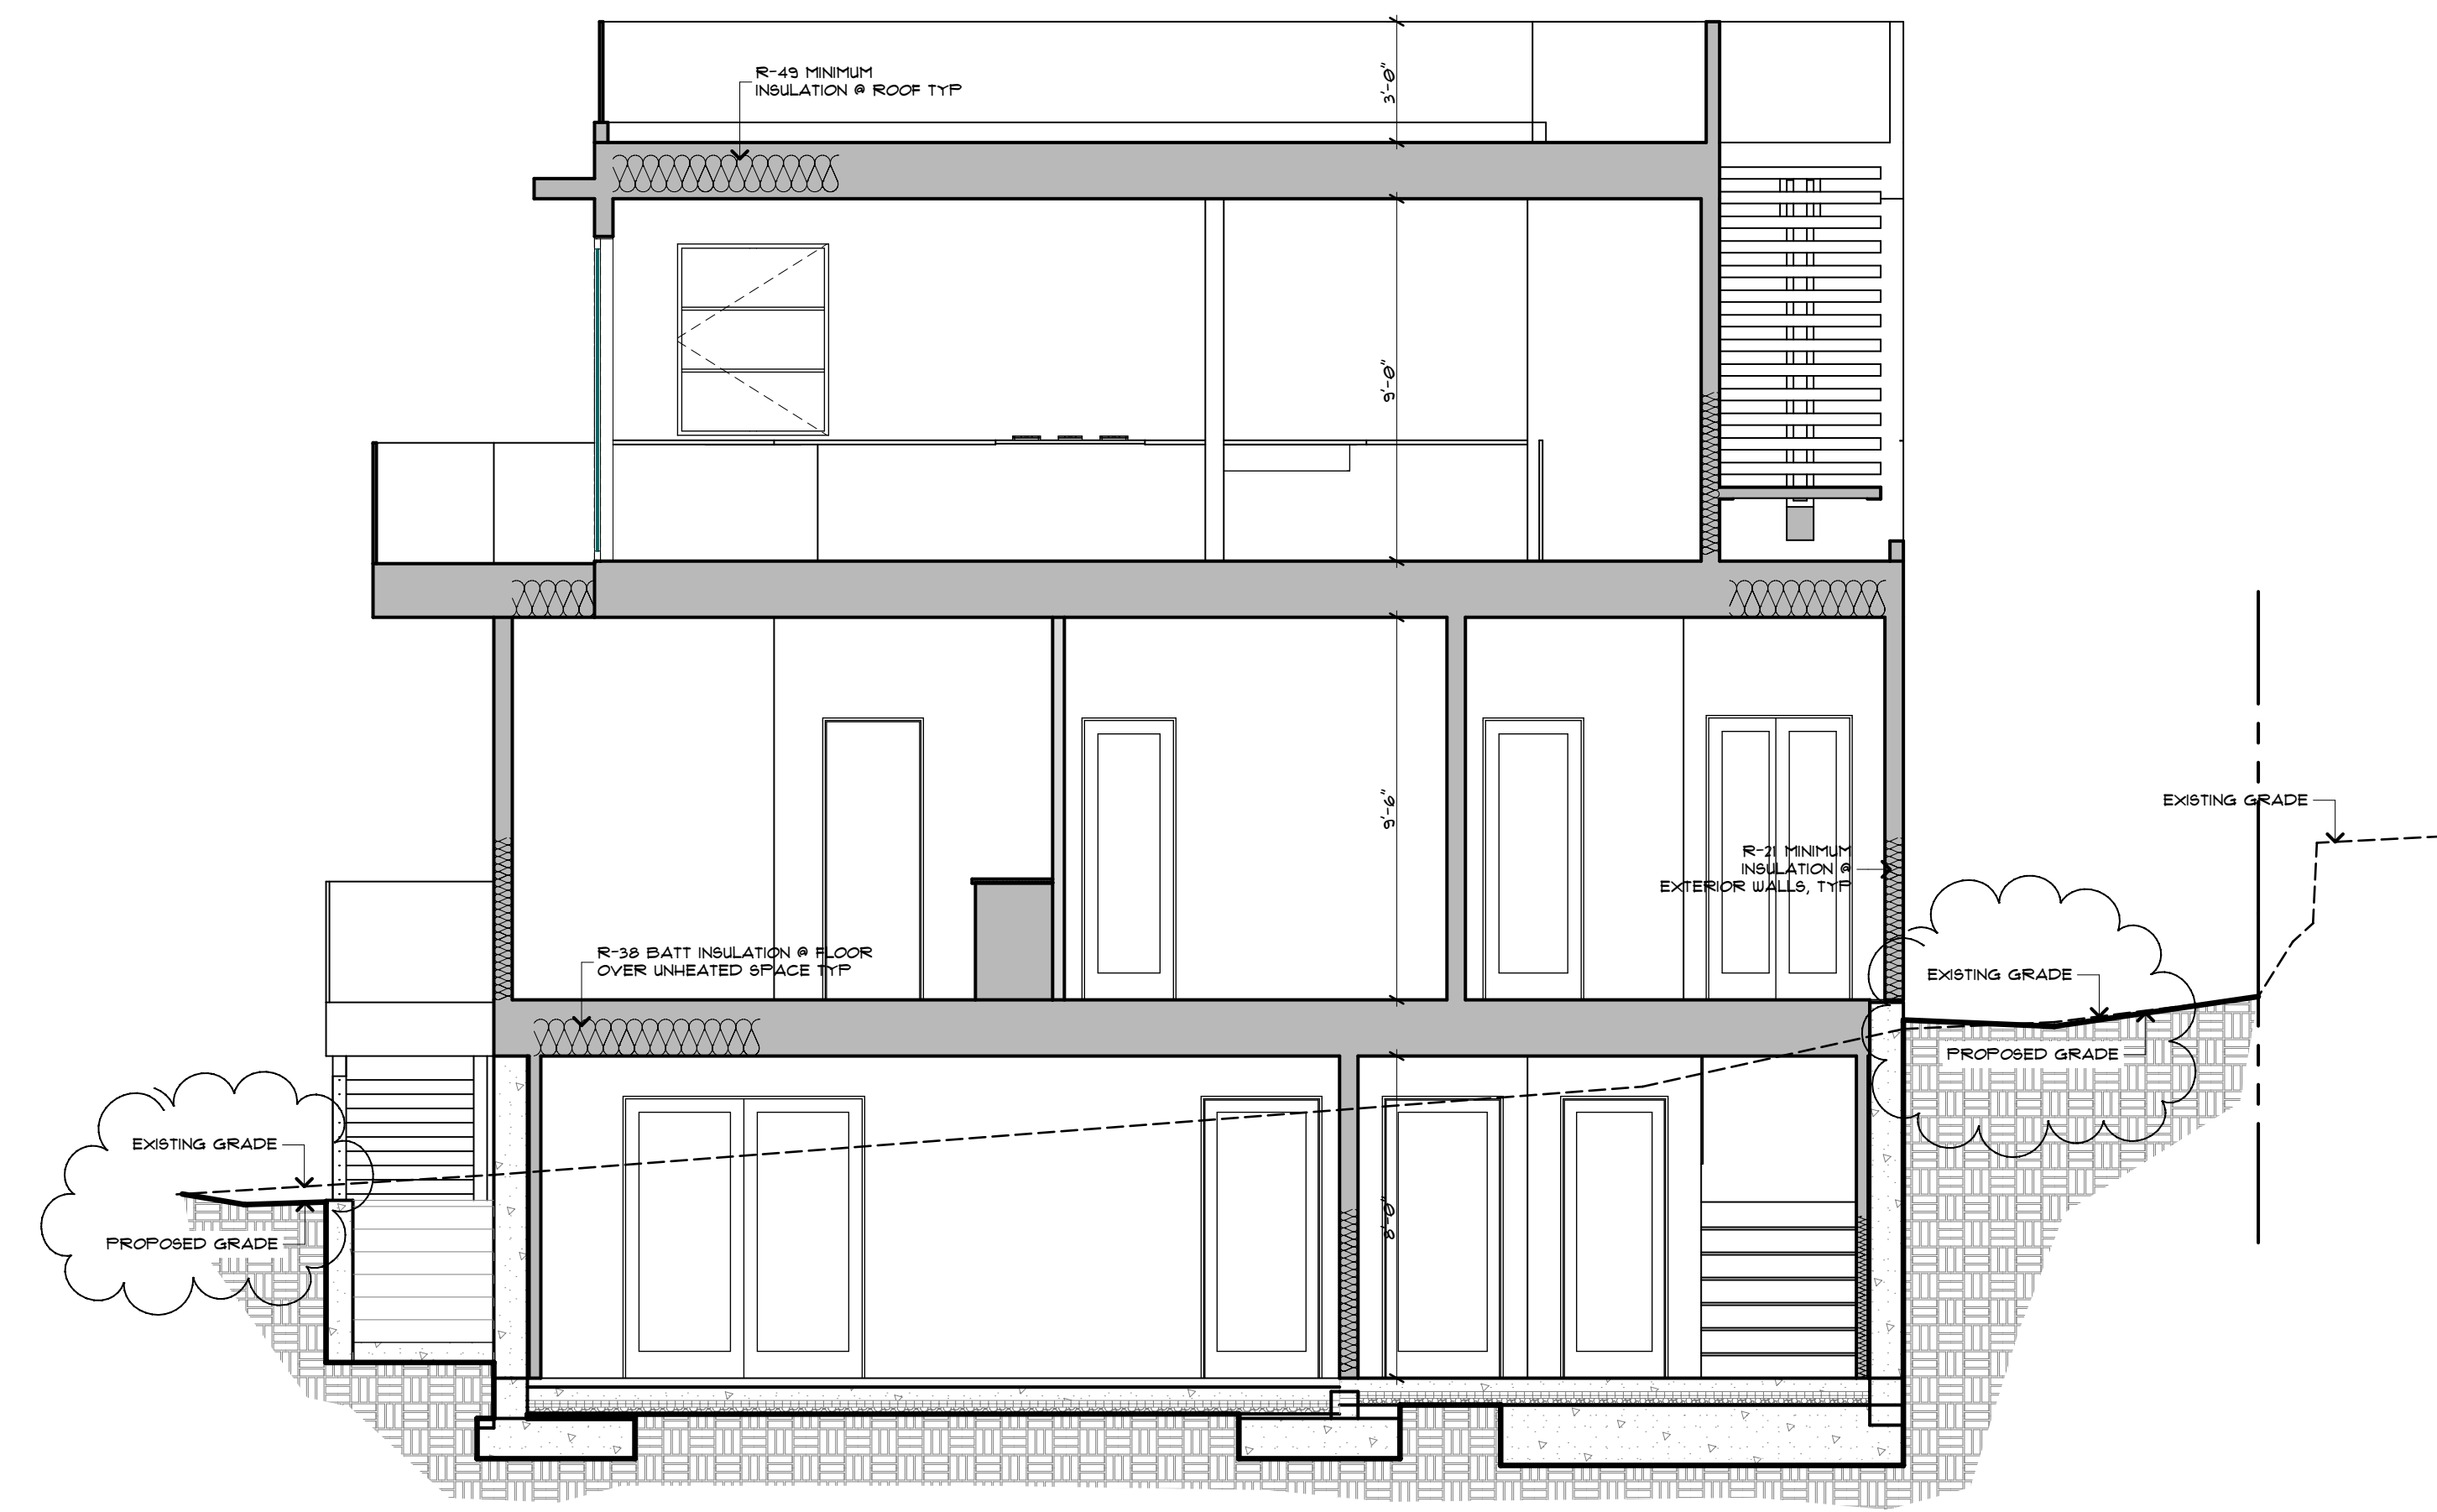 R-49 MINIMUM
INSULATION @ ROOF TYP
3'-0"
9'-0"
9'-6"
EXISTING GRADE
R-21 MINIMUM
INSULATION @
EXTERIOR WALLS, TYP
R-38 BATT INSULATION @ FLOOR
OVER UNHEATED SPACE TYP
EXISTING GRADE
PROPOSED GRADE
EXISTING GRADE
PROPOSED GRADE
8'-0"